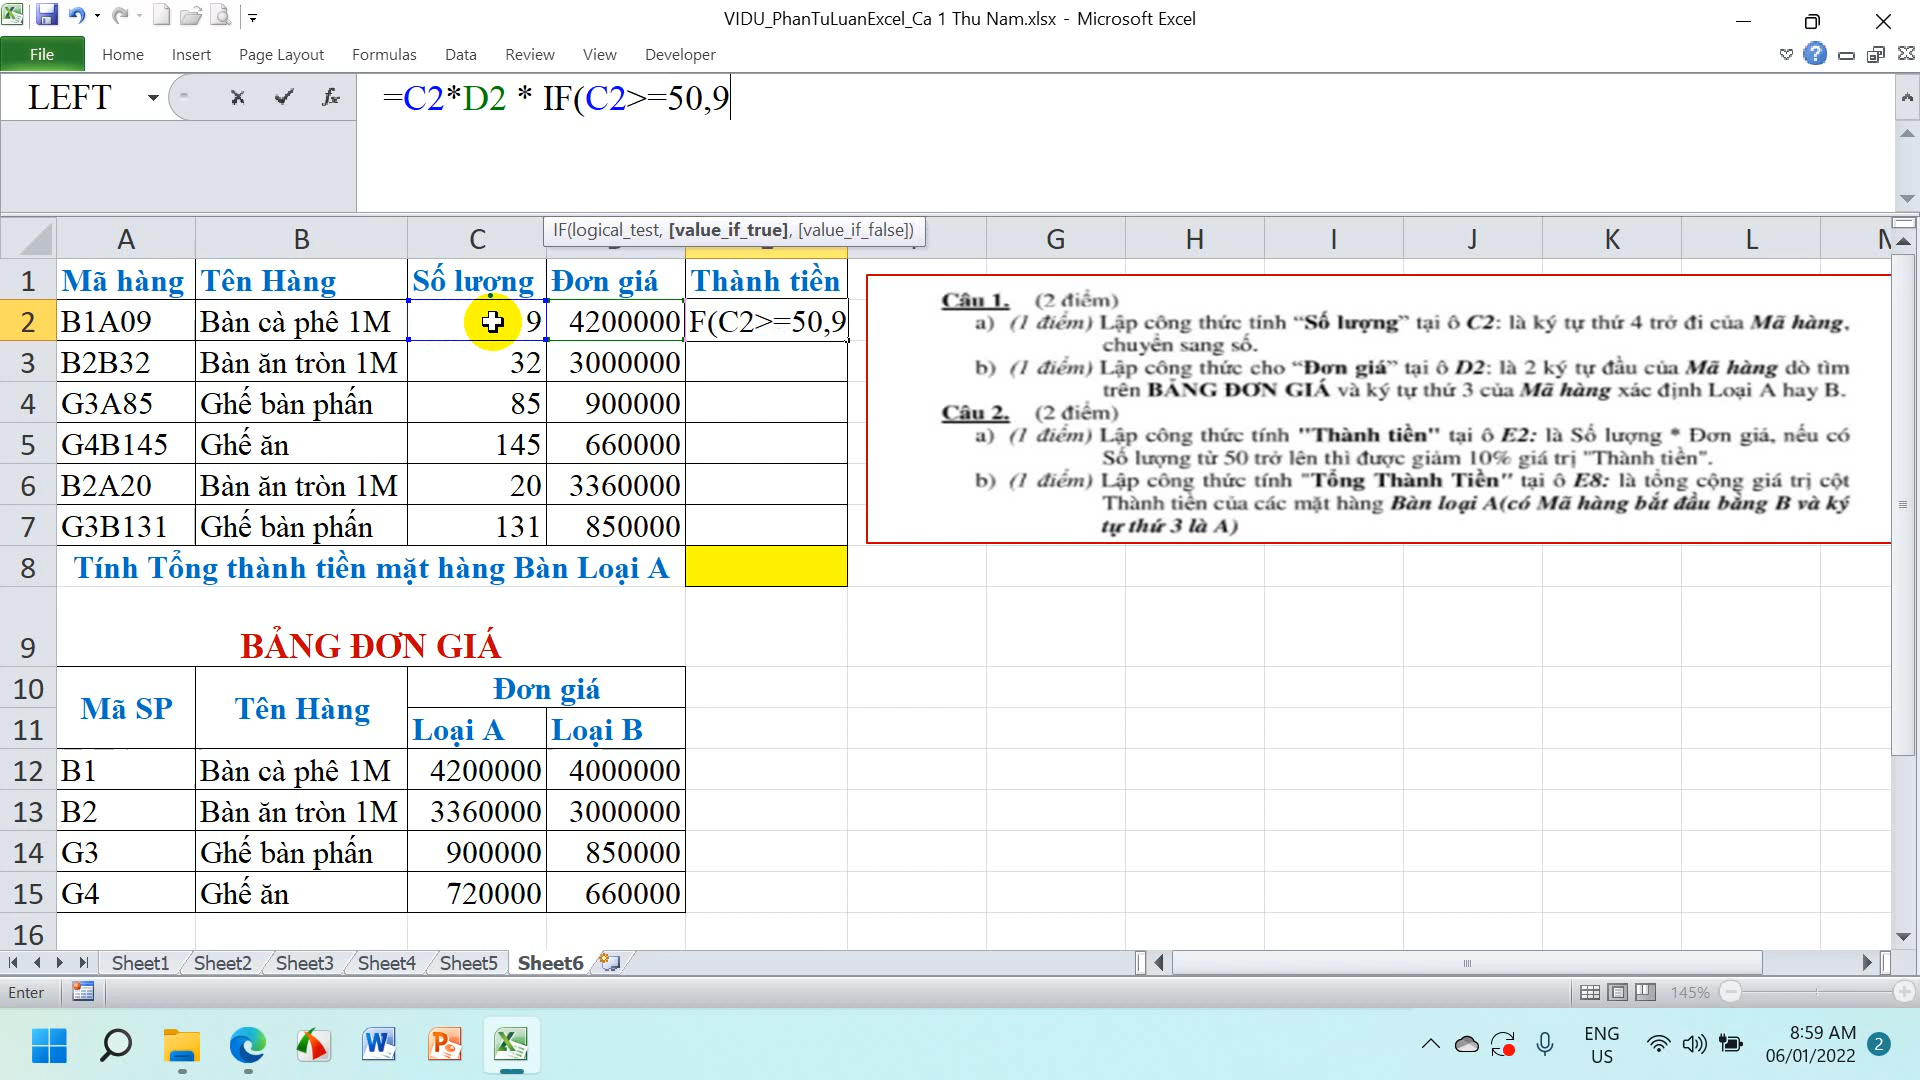 VIDU_PhanTuLuanExcel_Ca 1 Thu Nam.xlsx - Microsoft Excel
File Home Insert Page Layout Formulas Data Review View Developer
LEFT =C2*D2 * IF(C2>=50,9
IF(logical_test, [value_if_true], [value_if_false])
A B C D E G H I J K L M
1 Mã hàng Tên Hàng Số lượng Đơn giá Thành tiền
2 B1A09 Bàn cà phê 1M 9 4200000 F(C2>=50,9
3 B2B32 Bàn ăn tròn 1M 32 3000000
4 G3A85 Ghế bàn phấn 85 900000
5 G4B145 Ghế ăn 145 660000
6 B2A20 Bàn ăn tròn 1M 20 3360000
7 G3B131 Ghế bàn phấn 131 850000
8 Tính Tổng thành tiền mặt hàng Bàn Loại A
Câu 1. (2 điểm)
a) (1 điểm) Lập công thức tính “Số lượng” tại ô C2: là ký tự thứ 4 trở đi của Mã hàng,
chuyển sang số.
b) (1 điểm) Lập công thức cho “Đơn giá” tại ô D2: là 2 ký tự đầu của Mã hàng dò tìm
trên BẢNG ĐƠN GIÁ và ký tự thứ 3 của Mã hàng xác định Loại A hay B.
Câu 2. (2 điểm)
a) (1 điểm) Lập công thức tính "Thành tiền" tại ô E2: là Số lượng * Đơn giá, nếu có
Số lượng từ 50 trở lên thì được giảm 10% giá trị "Thành tiền".
b) (1 điểm) Lập công thức tính "Tổng Thành Tiền" tại ô E8: là tổng cộng giá trị cột
Thành tiền của các mặt hàng Bàn loại A(có Mã hàng bắt đầu bằng B và ký
tự thứ 3 là A)
9 BẢNG ĐƠN GIÁ
10 Mã SP Tên Hàng Đơn giá
11 Loại A Loại B
12 B1 Bàn cà phê 1M 4200000 4000000
13 B2 Bàn ăn tròn 1M 3360000 3000000
14 G3 Ghế bàn phấn 900000 850000
15 G4 Ghế ăn 720000 660000
16
Sheet1 Sheet2 Sheet3 Sheet4 Sheet5 Sheet6
Enter 145%
ENG
US
8:59 AM
06/01/2022
2